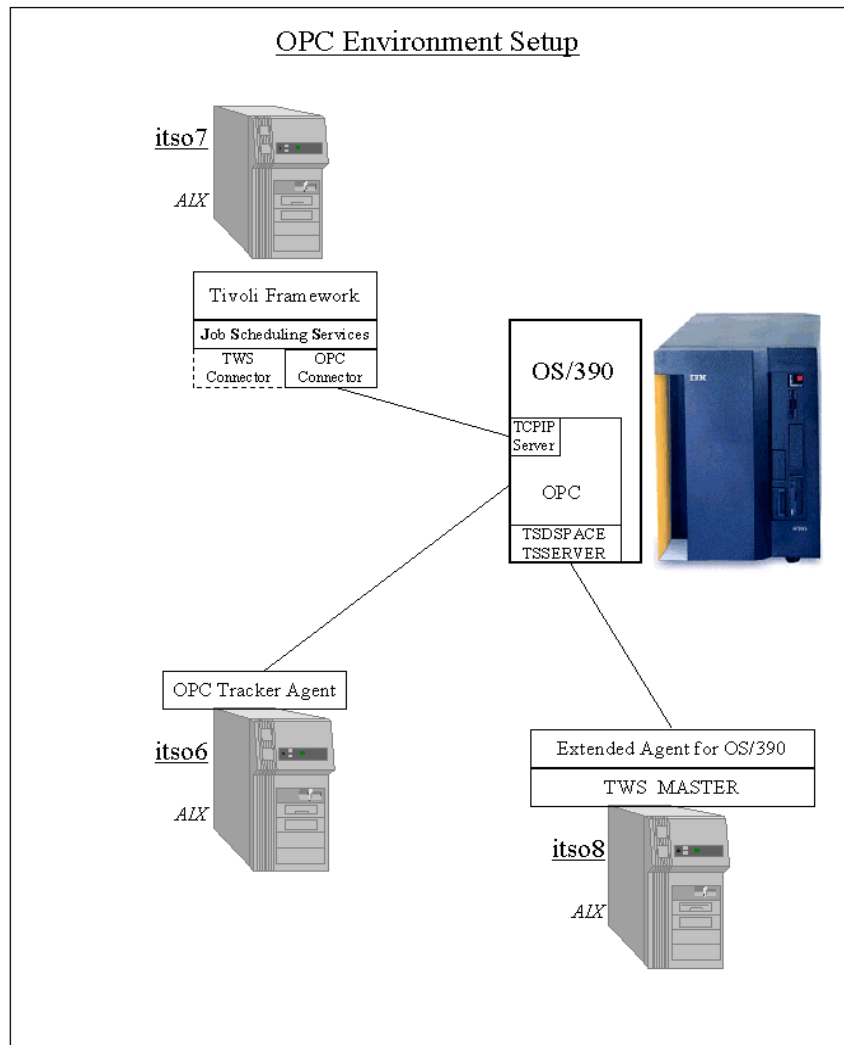 OPC Environment Setup
itso7
AIX
Tivoli Framework
Job Scheduling Services
TWS
Connector
OPC
Connector
OS/390
TCPIP
Server
OPC
TSDSPACE
TSSERVER
IBM
OPC Tracker Agent
itso6
AIX
Extended Agent for OS/390
TWS MASTER
itso8
AIX